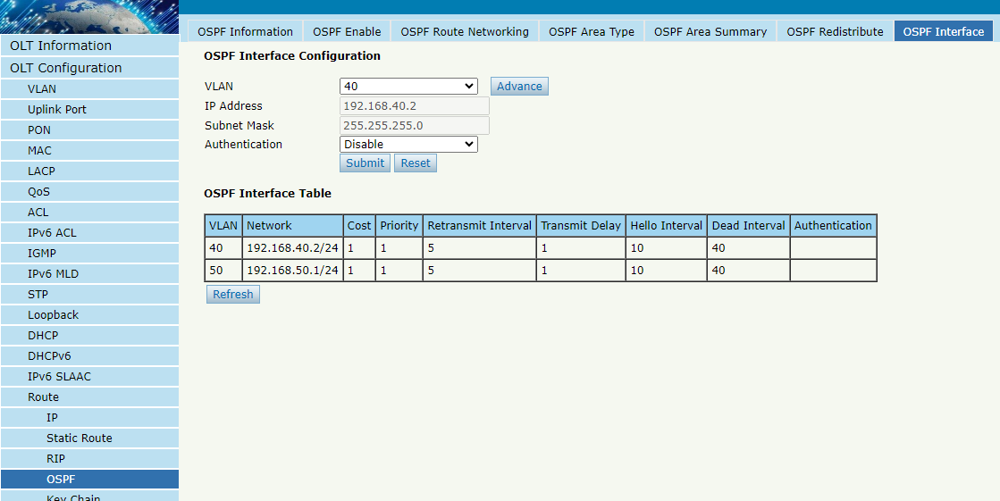 OSPF Information OSPF Enable OSPF Route Networking OSPF Area Type OSPF Area Summary OSPF Redistribute OSPF Interface
OLT Information
OLT Configuration
VLAN
Uplink Port
PON
MAC
LACP
QoS
ACL
IPv6 ACL
IGMP
IPv6 MLD
STP
Loopback
DHCP
DHCPv6
IPv6 SLAAC
Route
IP
Static Route
RIP
OSPF
Key Chain
OSPF Interface Configuration
VLAN 40 Advance
IP Address 192.168.40.2
Subnet Mask 255.255.255.0
Authentication Disable
Submit Reset
OSPF Interface Table
VLAN Network Cost Priority Retransmit Interval Transmit Delay Hello Interval Dead Interval Authentication
40 192.168.40.2/24 1 1 5 1 10 40
50 192.168.50.1/24 1 1 5 1 10 40
Refresh